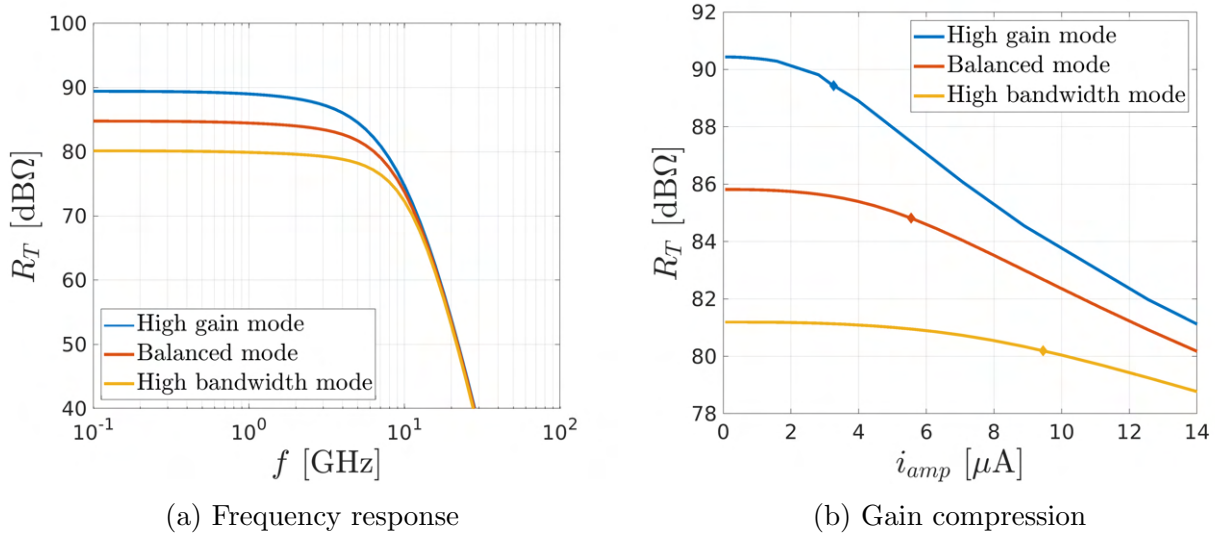 100
90
80
70
60
50
40
R_T [dBΩ]
High gain mode
Balanced mode
High bandwidth mode
10^-1 10^0 10^1 10^2
f [GHz]
(a) Frequency response
92
90
88
86
84
82
80
78
R_T [dBΩ]
High gain mode
Balanced mode
High bandwidth mode
0 2 4 6 8 10 12 14
i_amp [μA]
(b) Gain compression